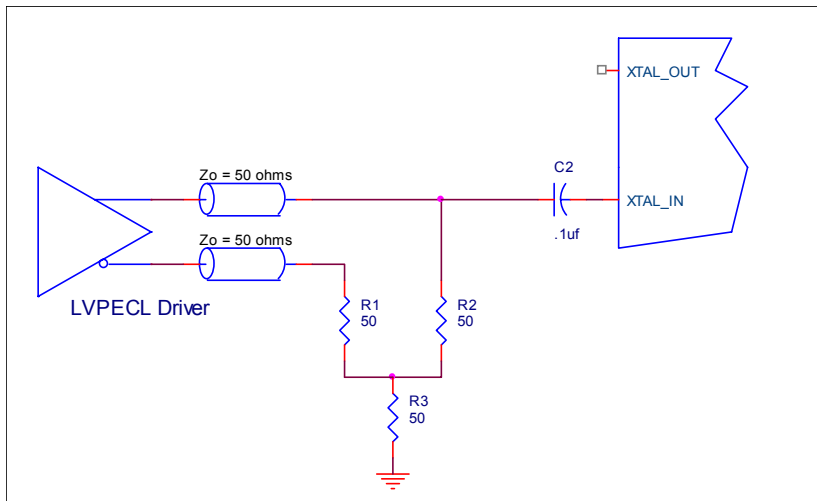 XTAL_OUT
Zo = 50 ohms
C2
XTAL_IN
.1uf
Zo = 50 ohms
LVPECL Driver
R1
50
R2
50
R3
50